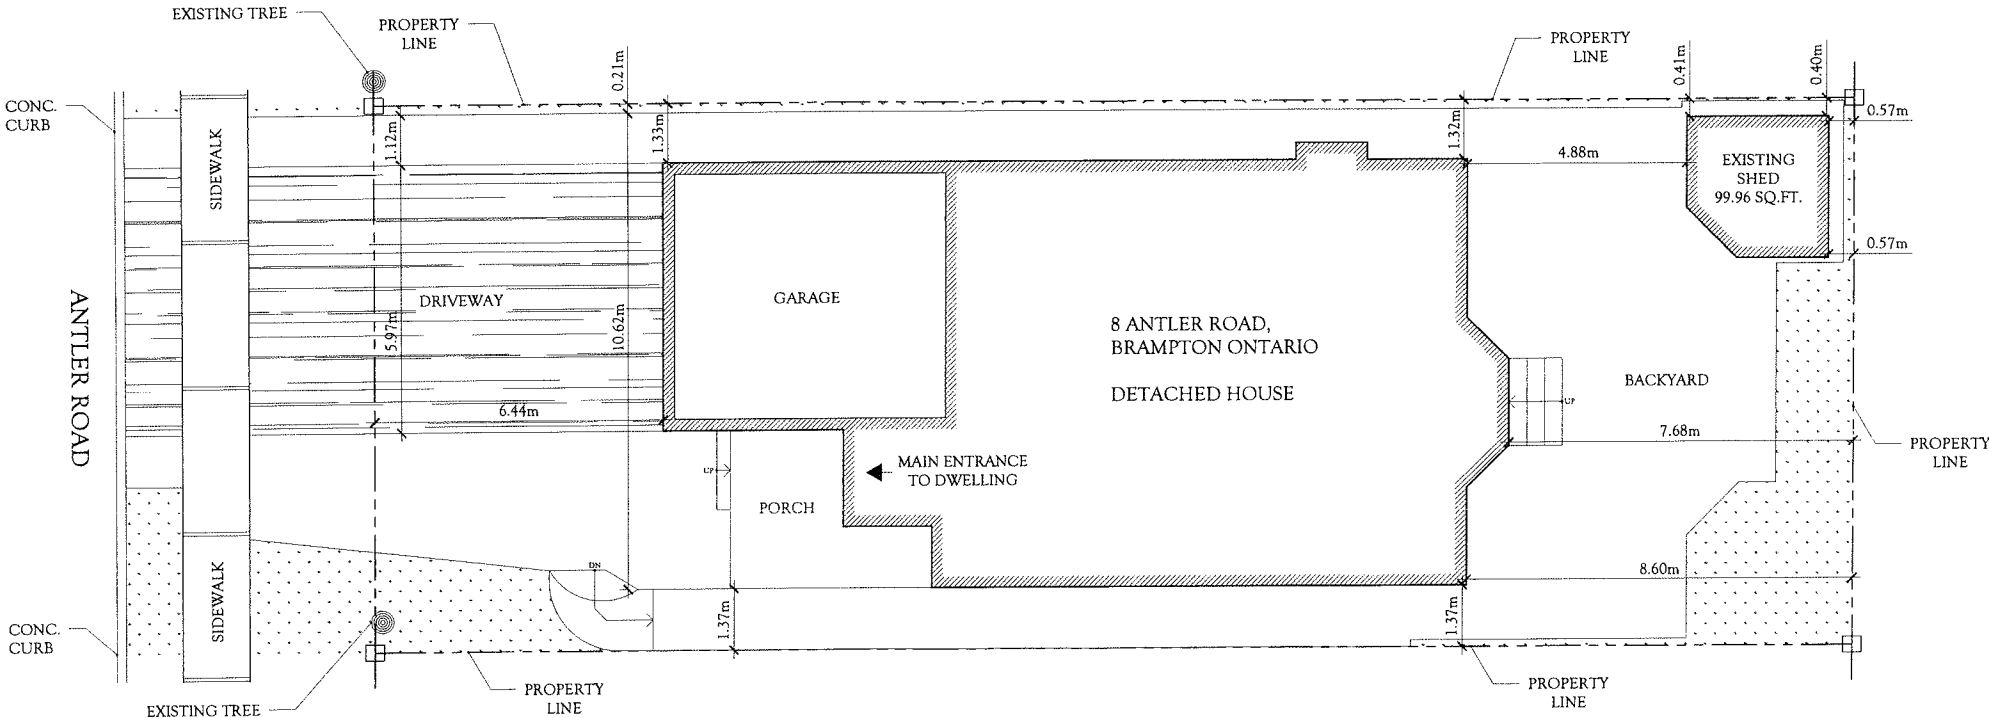 EXISTING TREE
PROPERTY
LINE
0.21m
PROPERTY
LINE
0.41m
0.40m
CONC.
CURB
SIDEWALK
1.12m
1.33m
1.32m
0.57m
4.88m
EXISTING
SHED
99.96 SQ.FT.
0.57m
ANTLER ROAD
DRIVEWAY
5.97m
10.62m
GARAGE
8 ANTLER ROAD,
BRAMPTON ONTARIO
DETACHED HOUSE
BACKYARD
UP
6.44m
7.68m
PROPERTY
LINE
UP
MAIN ENTRANCE
TO DWELLING
PORCH
DN
8.60m
SIDEWALK
1.37m
1.37m
CONC.
CURB
PROPERTY
LINE
PROPERTY
LINE
EXISTING TREE